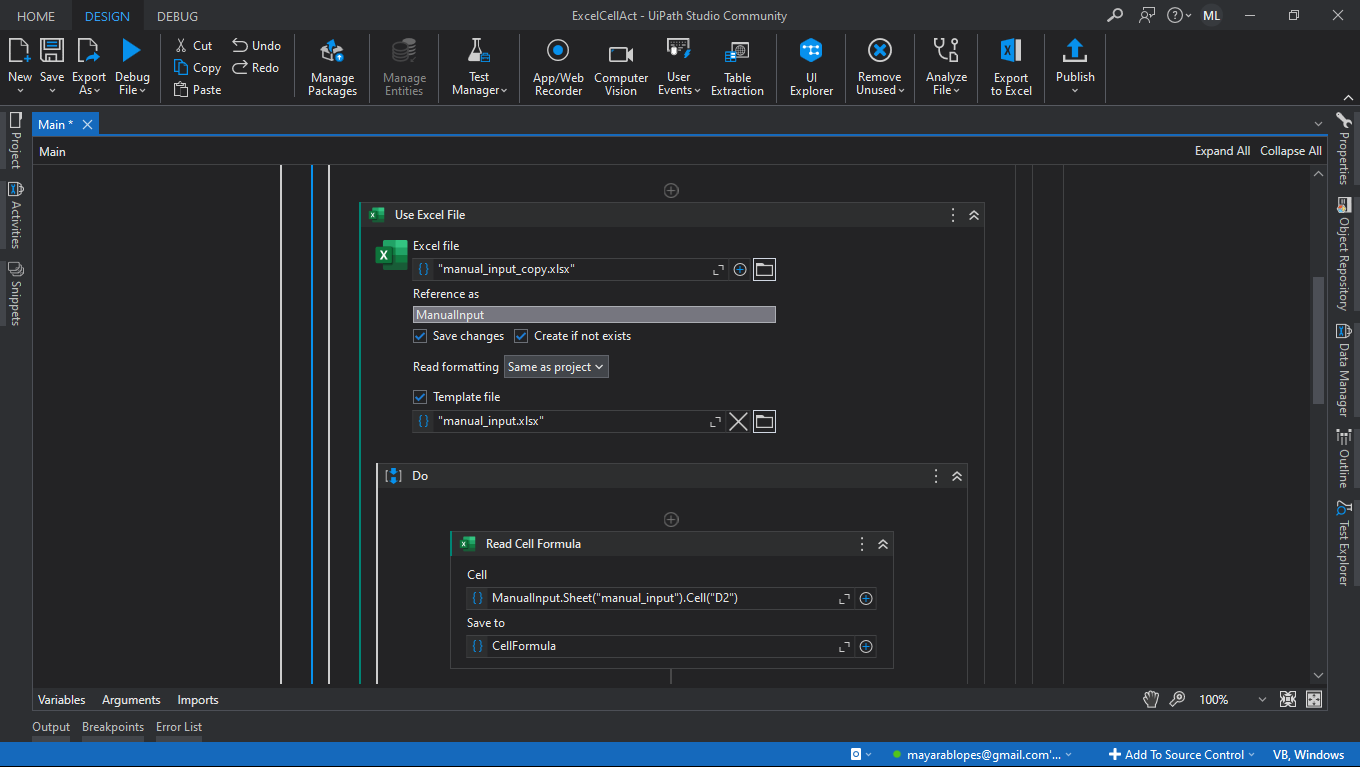 HOME DESIGN DEBUG ExcelCellAct - UiPath Studio Community ML
New Save Export As Debug File Cut Copy Paste Undo Redo Manage Packages Manage Entities Test Manager App/Web Recorder Computer Vision User Events Table Extraction UI Explorer Remove Unused Analyze File Export to Excel Publish
Main *
Main Expand All Collapse All
Project
Activities
Snippets
Use Excel File
Excel file
"manual_input_copy.xlsx"
Reference as
ManualInput
Save changes Create if not exists
Read formatting Same as project
Template file
"manual_input.xlsx"
Do
Read Cell Formula
Cell
ManualInput.Sheet("manual_input").Cell("D2")
Save to
CellFormula
Properties
Object Repository
Data Manager
Outline
Test Explorer
Variables Arguments Imports 100%
Output Breakpoints Error List
mayarablopes@gmail.com'... Add To Source Control VB, Windows